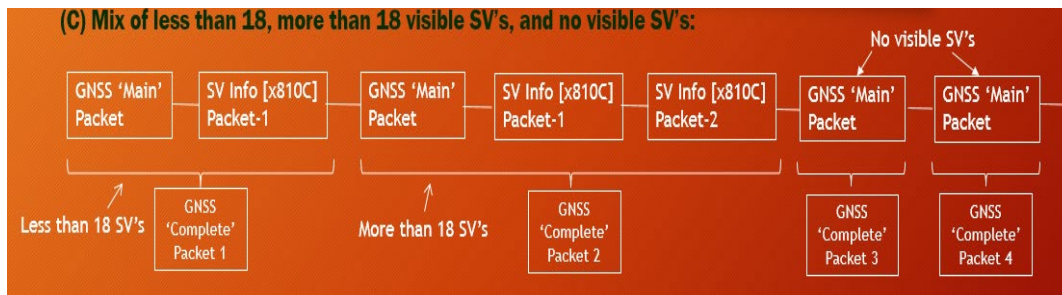 (C) Mix of less than 18, more than 18 visible SV's, and no visible SV's:
No visible SV's
GNSS 'Main'
Packet
SV Info [x810C]
Packet-1
GNSS 'Main'
Packet
SV Info [x810C]
Packet-1
SV Info [x810C]
Packet-2
GNSS 'Main'
Packet
GNSS 'Main'
Packet
Less than 18 SV's
GNSS
'Complete'
Packet 1
More than 18 SV's
GNSS
'Complete'
Packet 2
GNSS
'Complete'
Packet 3
GNSS
'Complete'
Packet 4